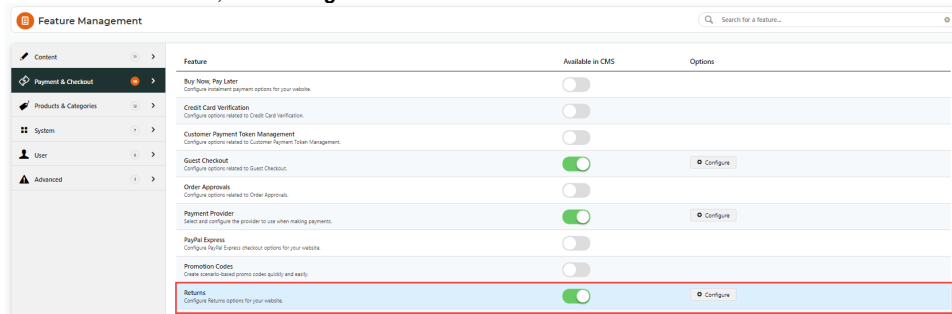 Feature Management
Search for a feature...
Content
Payment & Checkout
Products & Categories
System
User
Advanced
Feature Available in CMS Options
Buy Now, Pay Later
Configure instalment payment options for your website.
Credit Card Verification
Configure options related to Credit Card Verification.
Customer Payment Token Management
Configure options related to Customer Payment Token Management.
Guest Checkout
Configure options related to Guest Checkout.
Configure
Order Approvals
Configure options related to Order Approvals.
Payment Provider
Select and configure the provider to use when making payments.
Configure
PayPal Express
Configure PayPal Express checkout options for your website.
Promotion Codes
Create scenario-based promo codes quickly and easily.
Returns
Configure Returns options for your website.
Configure